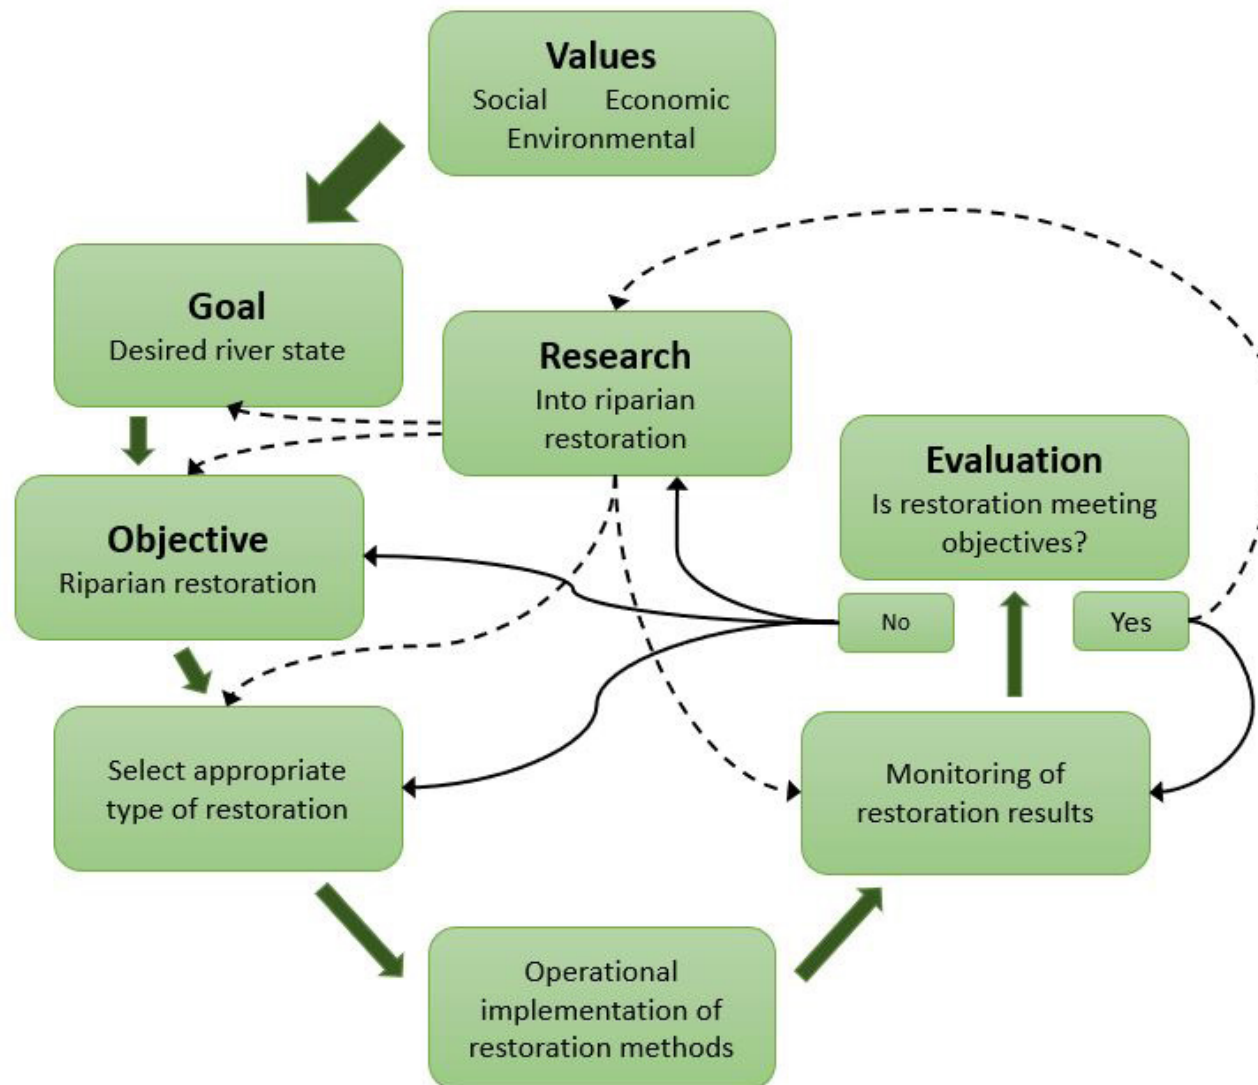 Values
Social Economic
Environmental
Goal
Desired river state
Research
Into riparian
restoration
Evaluation
Is restoration meeting
objectives?
Objective
Riparian restoration
No
Yes
Select appropriate
type of restoration
Monitoring of
restoration results
Operational
implementation of
restoration methods